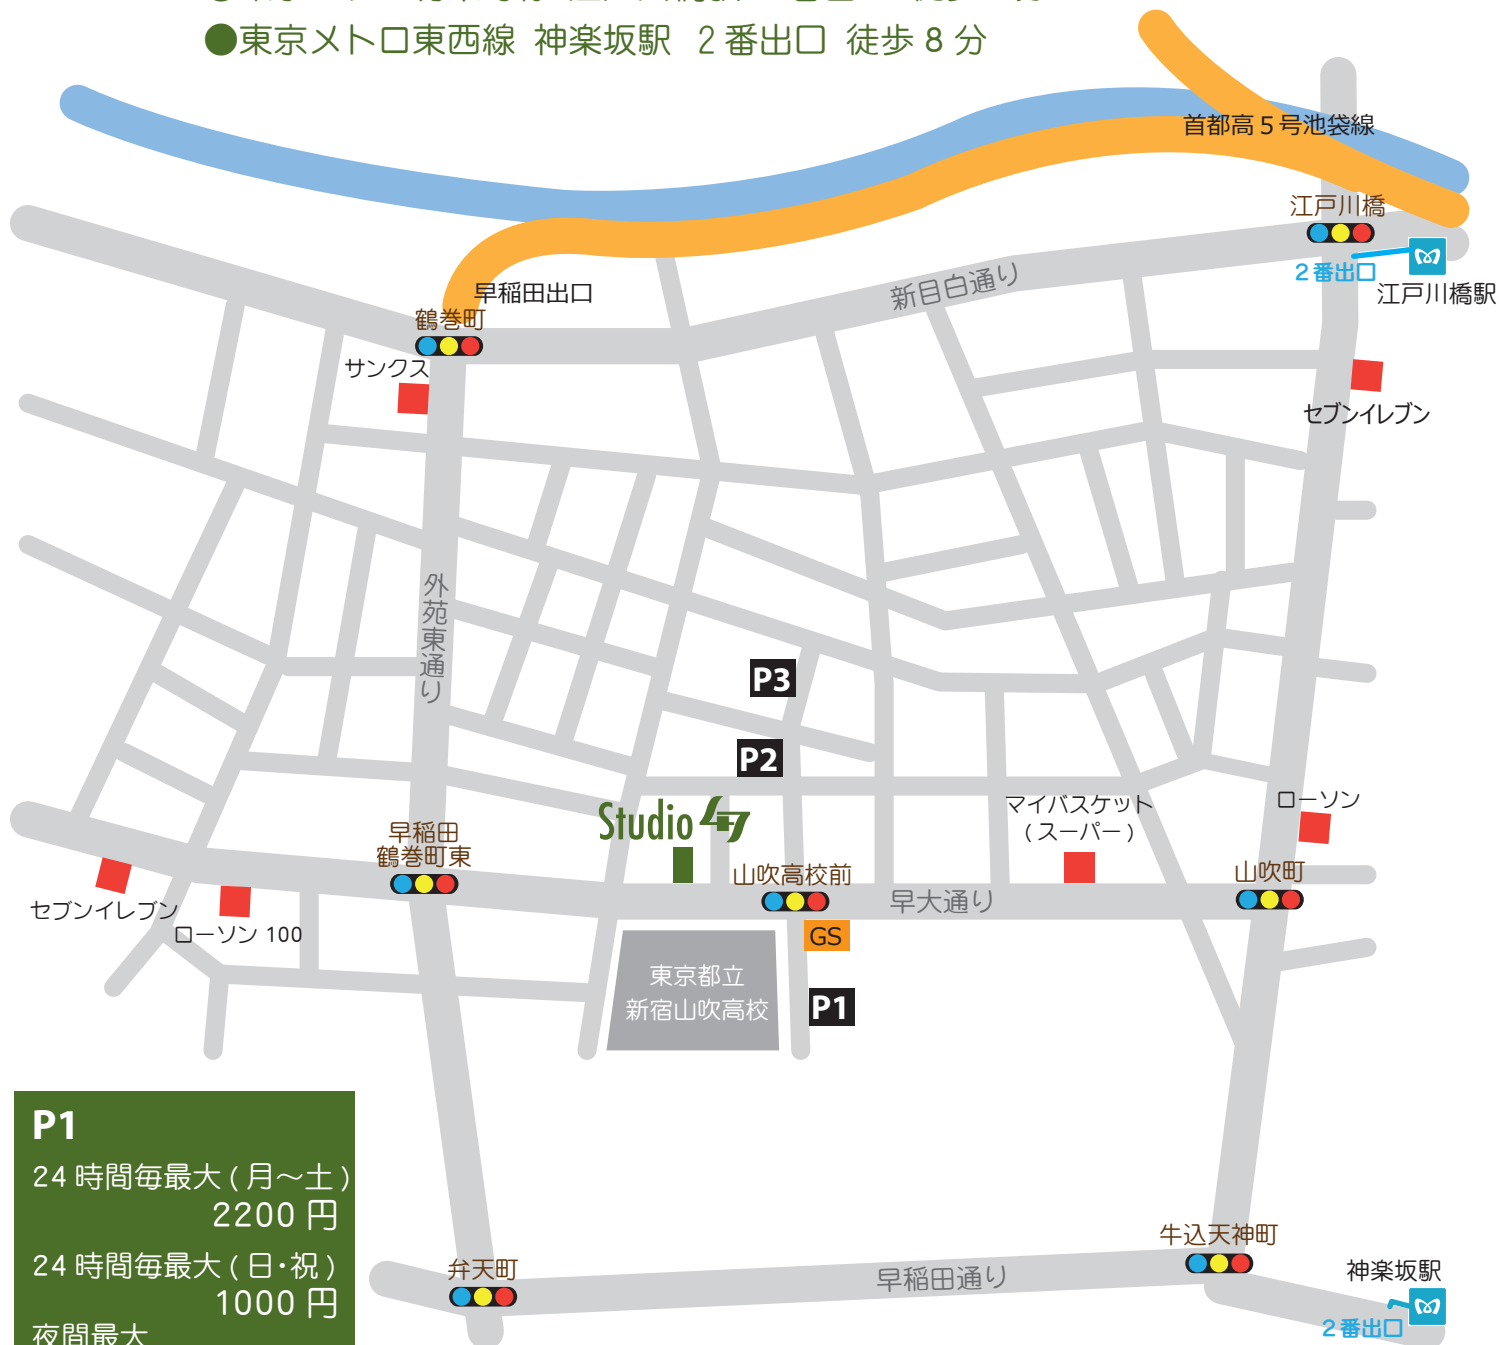 ●東京メトロ東西線 神楽坂駅 2番出口 徒歩8分
首都高5号池袋線
江戸川橋
2番出口
江戸川橋駅
新目白通り
早稲田出口
鶴巻町
サンクス
セブンイレブン
外苑東通り
P3
P2
Studio 47
マイバスケット
(スーパー)
ローソン
早稲田
鶴巻町東
山吹高校前
早大通り
山吹町
セブンイレブン
ローソン 100
GS
東京都立
新宿山吹高校
P1
P1
24時間毎最大(月～土)
2200円
24時間毎最大(日・祝)
1000円
夜間最大
弁天町
早稲田通り
牛込天神町
神楽坂駅
2番出口